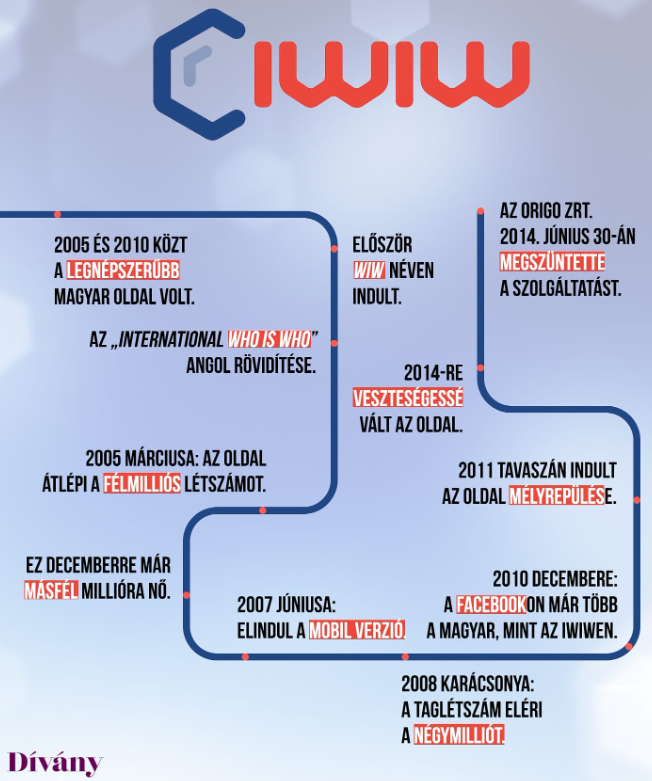 iWiW
2005 ÉS 2010 KÖZT
A LEGNÉPSZERŰBB
MAGYAR OLDAL VOLT.
ELŐSZÖR
WIW NÉVEN
INDULT.
AZ „INTERNATIONAL WHO IS WHO”
ANGOL RÖVIDÍTÉSE.
2005 MÁRCIUSA: AZ OLDAL
ÁTLÉPI A FÉLMILLIÓS LÉTSZÁMOT.
EZ DECEMBERRE MÁR
MÁSFÉL MILLIÓRA NŐ.
2007 JÚNIUSA:
ELINDUL A MOBIL VERZIÓ.
2008 KARÁCSONYA:
A TAGLÉTSZÁM ELÉRI
A NÉGYMILLIÓT.
2010 DECEMBERE:
A FACEBOOKON MÁR TÖBB
A MAGYAR, MINT AZ IWIWEN.
2011 TAVASZÁN INDULT
AZ OLDAL MÉLYREPÜLÉSE.
2014-RE
VESZTESÉGESSÉ
VÁLT AZ OLDAL.
AZ ORIGO ZRT.
2014. JÚNIUS 30-ÁN
MEGSZÜNTETTE
A SZOLGÁLTATÁST.
Dívány